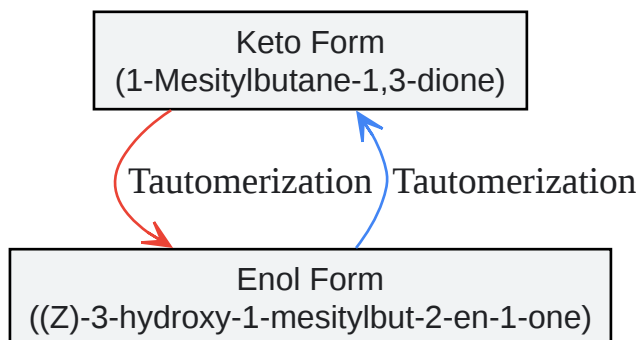 Keto Form
(1-Mesitylbutane-1,3-dione)
Tautomerization
Tautomerization
Enol Form
((Z)-3-hydroxy-1-mesitylbut-2-en-1-one)